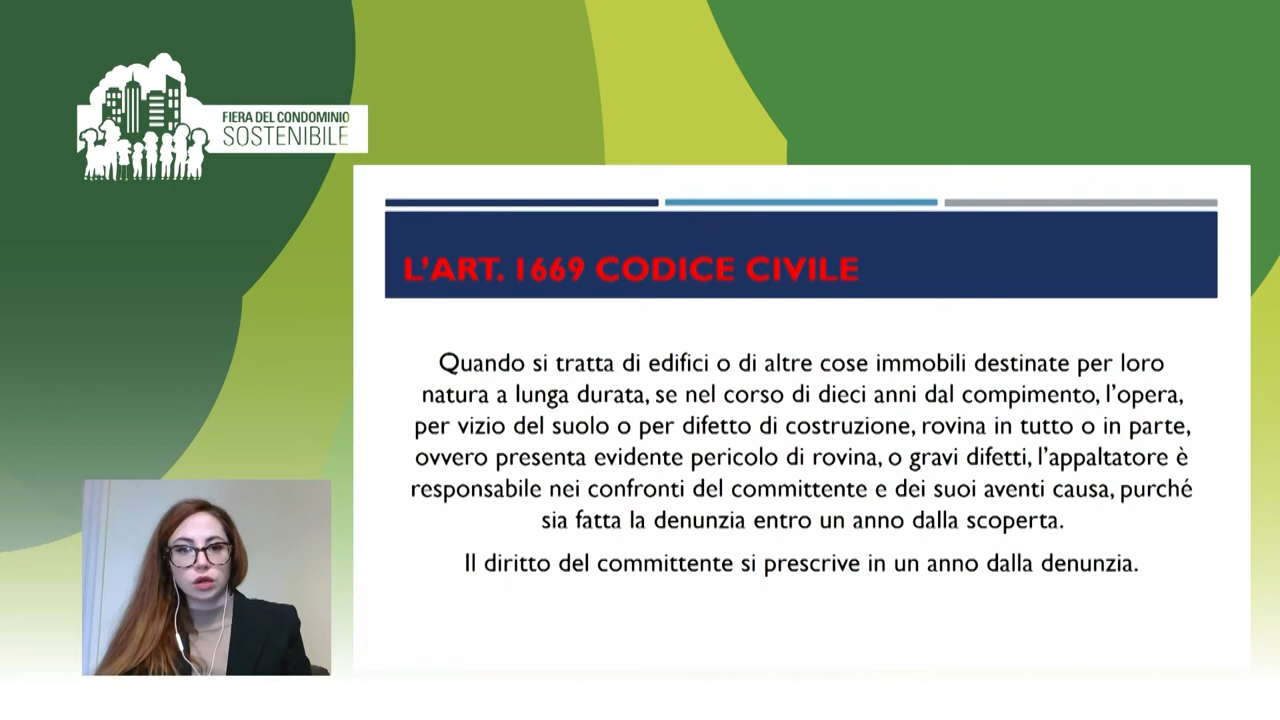 FIERA DEL CONDOMINIO
SOSTENIBILE
L'ART. 1669 CODICE CIVILE
Quando si tratta di edifici o di altre cose immobili destinate per loro
natura a lunga durata, se nel corso di dieci anni dal compimento, l'opera,
per vizio del suolo o per difetto di costruzione, rovina in tutto o in parte,
ovvero presenta evidente pericolo di rovina, o gravi difetti, l'appaltatore è
responsabile nei confronti del committente e dei suoi aventi causa, purché
sia fatta la denunzia entro un anno dalla scoperta.
Il diritto del committente si prescrive in un anno dalla denunzia.